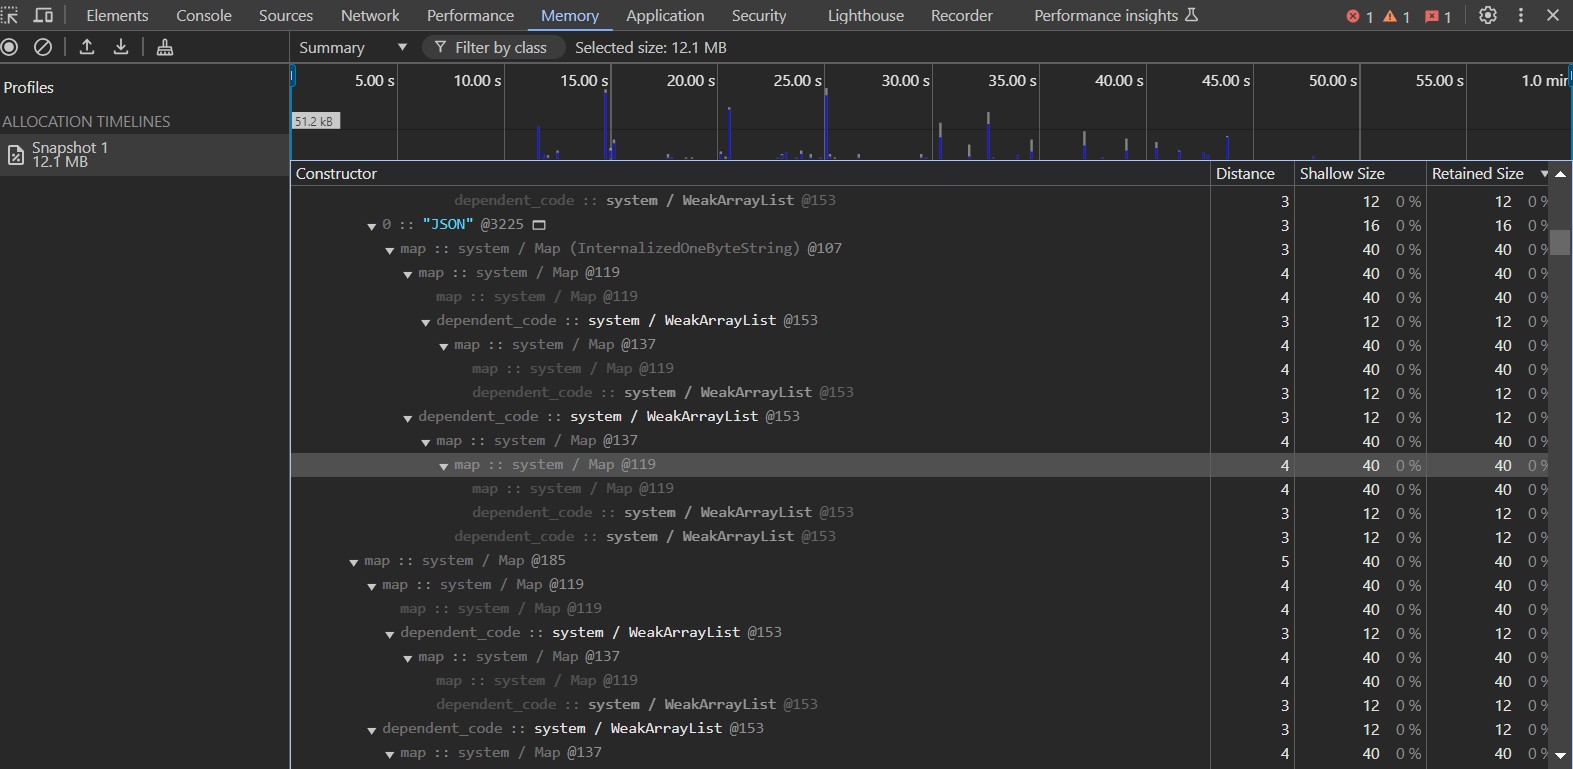 Elements Console Sources Network Performance Memory Application Security Lighthouse Recorder Performance insights 1 1 1
Summary ▼ Filter by class Selected size: 12.1 MB
Profiles
ALLOCATION TIMELINES
Snapshot 1
12.1 MB
5.00 s 10.00 s 15.00 s 20.00 s 25.00 s 30.00 s 35.00 s 40.00 s 45.00 s 50.00 s 55.00 s 1.0 min
51.2 kB
Constructor Distance Shallow Size Retained Size ▼
dependent_code :: system / WeakArrayList @153 3 12 0 % 12 0 %
▼ 0 :: "JSON" @3225 3 16 0 % 16 0 %
▼ map :: system / Map (InternalizedOneByteString) @107 3 40 0 % 40 0 %
▼ map :: system / Map @119 4 40 0 % 40 0 %
map :: system / Map @119 4 40 0 % 40 0 %
▼ dependent_code :: system / WeakArrayList @153 3 12 0 % 12 0 %
▼ map :: system / Map @137 4 40 0 % 40 0 %
map :: system / Map @119 4 40 0 % 40 0 %
dependent_code :: system / WeakArrayList @153 3 12 0 % 12 0 %
▼ dependent_code :: system / WeakArrayList @153 3 12 0 % 12 0 %
▼ map :: system / Map @137 4 40 0 % 40 0 %
▼ map :: system / Map @119 4 40 0 % 40 0 %
map :: system / Map @119 4 40 0 % 40 0 %
dependent_code :: system / WeakArrayList @153 3 12 0 % 12 0 %
dependent_code :: system / WeakArrayList @153 3 12 0 % 12 0 %
▼ map :: system / Map @185 5 40 0 % 40 0 %
▼ map :: system / Map @119 4 40 0 % 40 0 %
map :: system / Map @119 4 40 0 % 40 0 %
▼ dependent_code :: system / WeakArrayList @153 3 12 0 % 12 0 %
▼ map :: system / Map @137 4 40 0 % 40 0 %
map :: system / Map @119 4 40 0 % 40 0 %
dependent_code :: system / WeakArrayList @153 3 12 0 % 12 0 %
▼ dependent_code :: system / WeakArrayList @153 3 12 0 % 12 0 %
▼ map :: system / Map @137 4 40 0 % 40 0 %